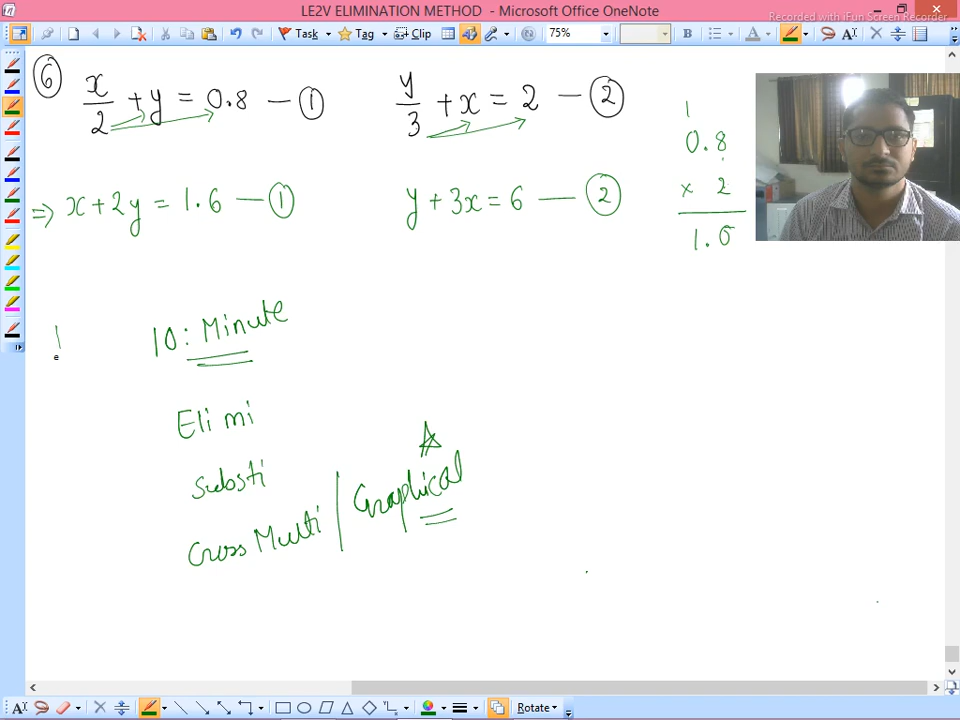 LE2V ELIMINATION METHOD - Microsoft Office OneNote
Recorded with iFun Screen Recorder
Task Tag Clip 75% B A
⑥ x/2 + y = 0.8 — ① y/3 + x = 2 — ②
⇒ x + 2y = 1.6 — ① y + 3x = 6 — ②
1
0.8
× 2
1.6
10: Minute
Elimi
Substi
Cross Multi / Graphical
Rotate